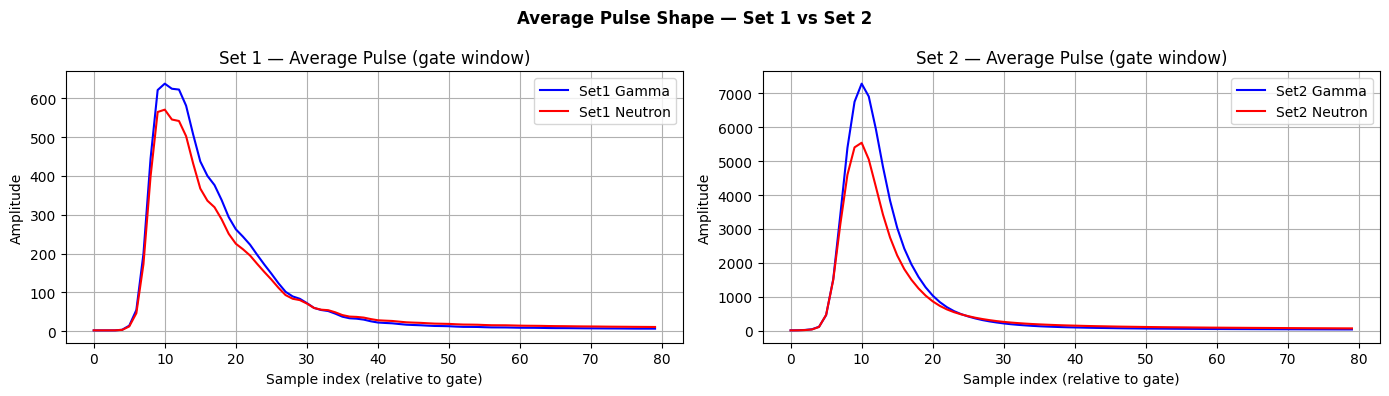 Average Pulse Shape — Set 1 vs Set 2
Set 1 — Average Pulse (gate window)
Amplitude
600
500
400
300
200
100
0
0 10 20 30 40 50 60 70 80
Sample index (relative to gate)
Set1 Gamma
Set1 Neutron
Set 2 — Average Pulse (gate window)
Amplitude
7000
6000
5000
4000
3000
2000
1000
0
0 10 20 30 40 50 60 70 80
Sample index (relative to gate)
Set2 Gamma
Set2 Neutron